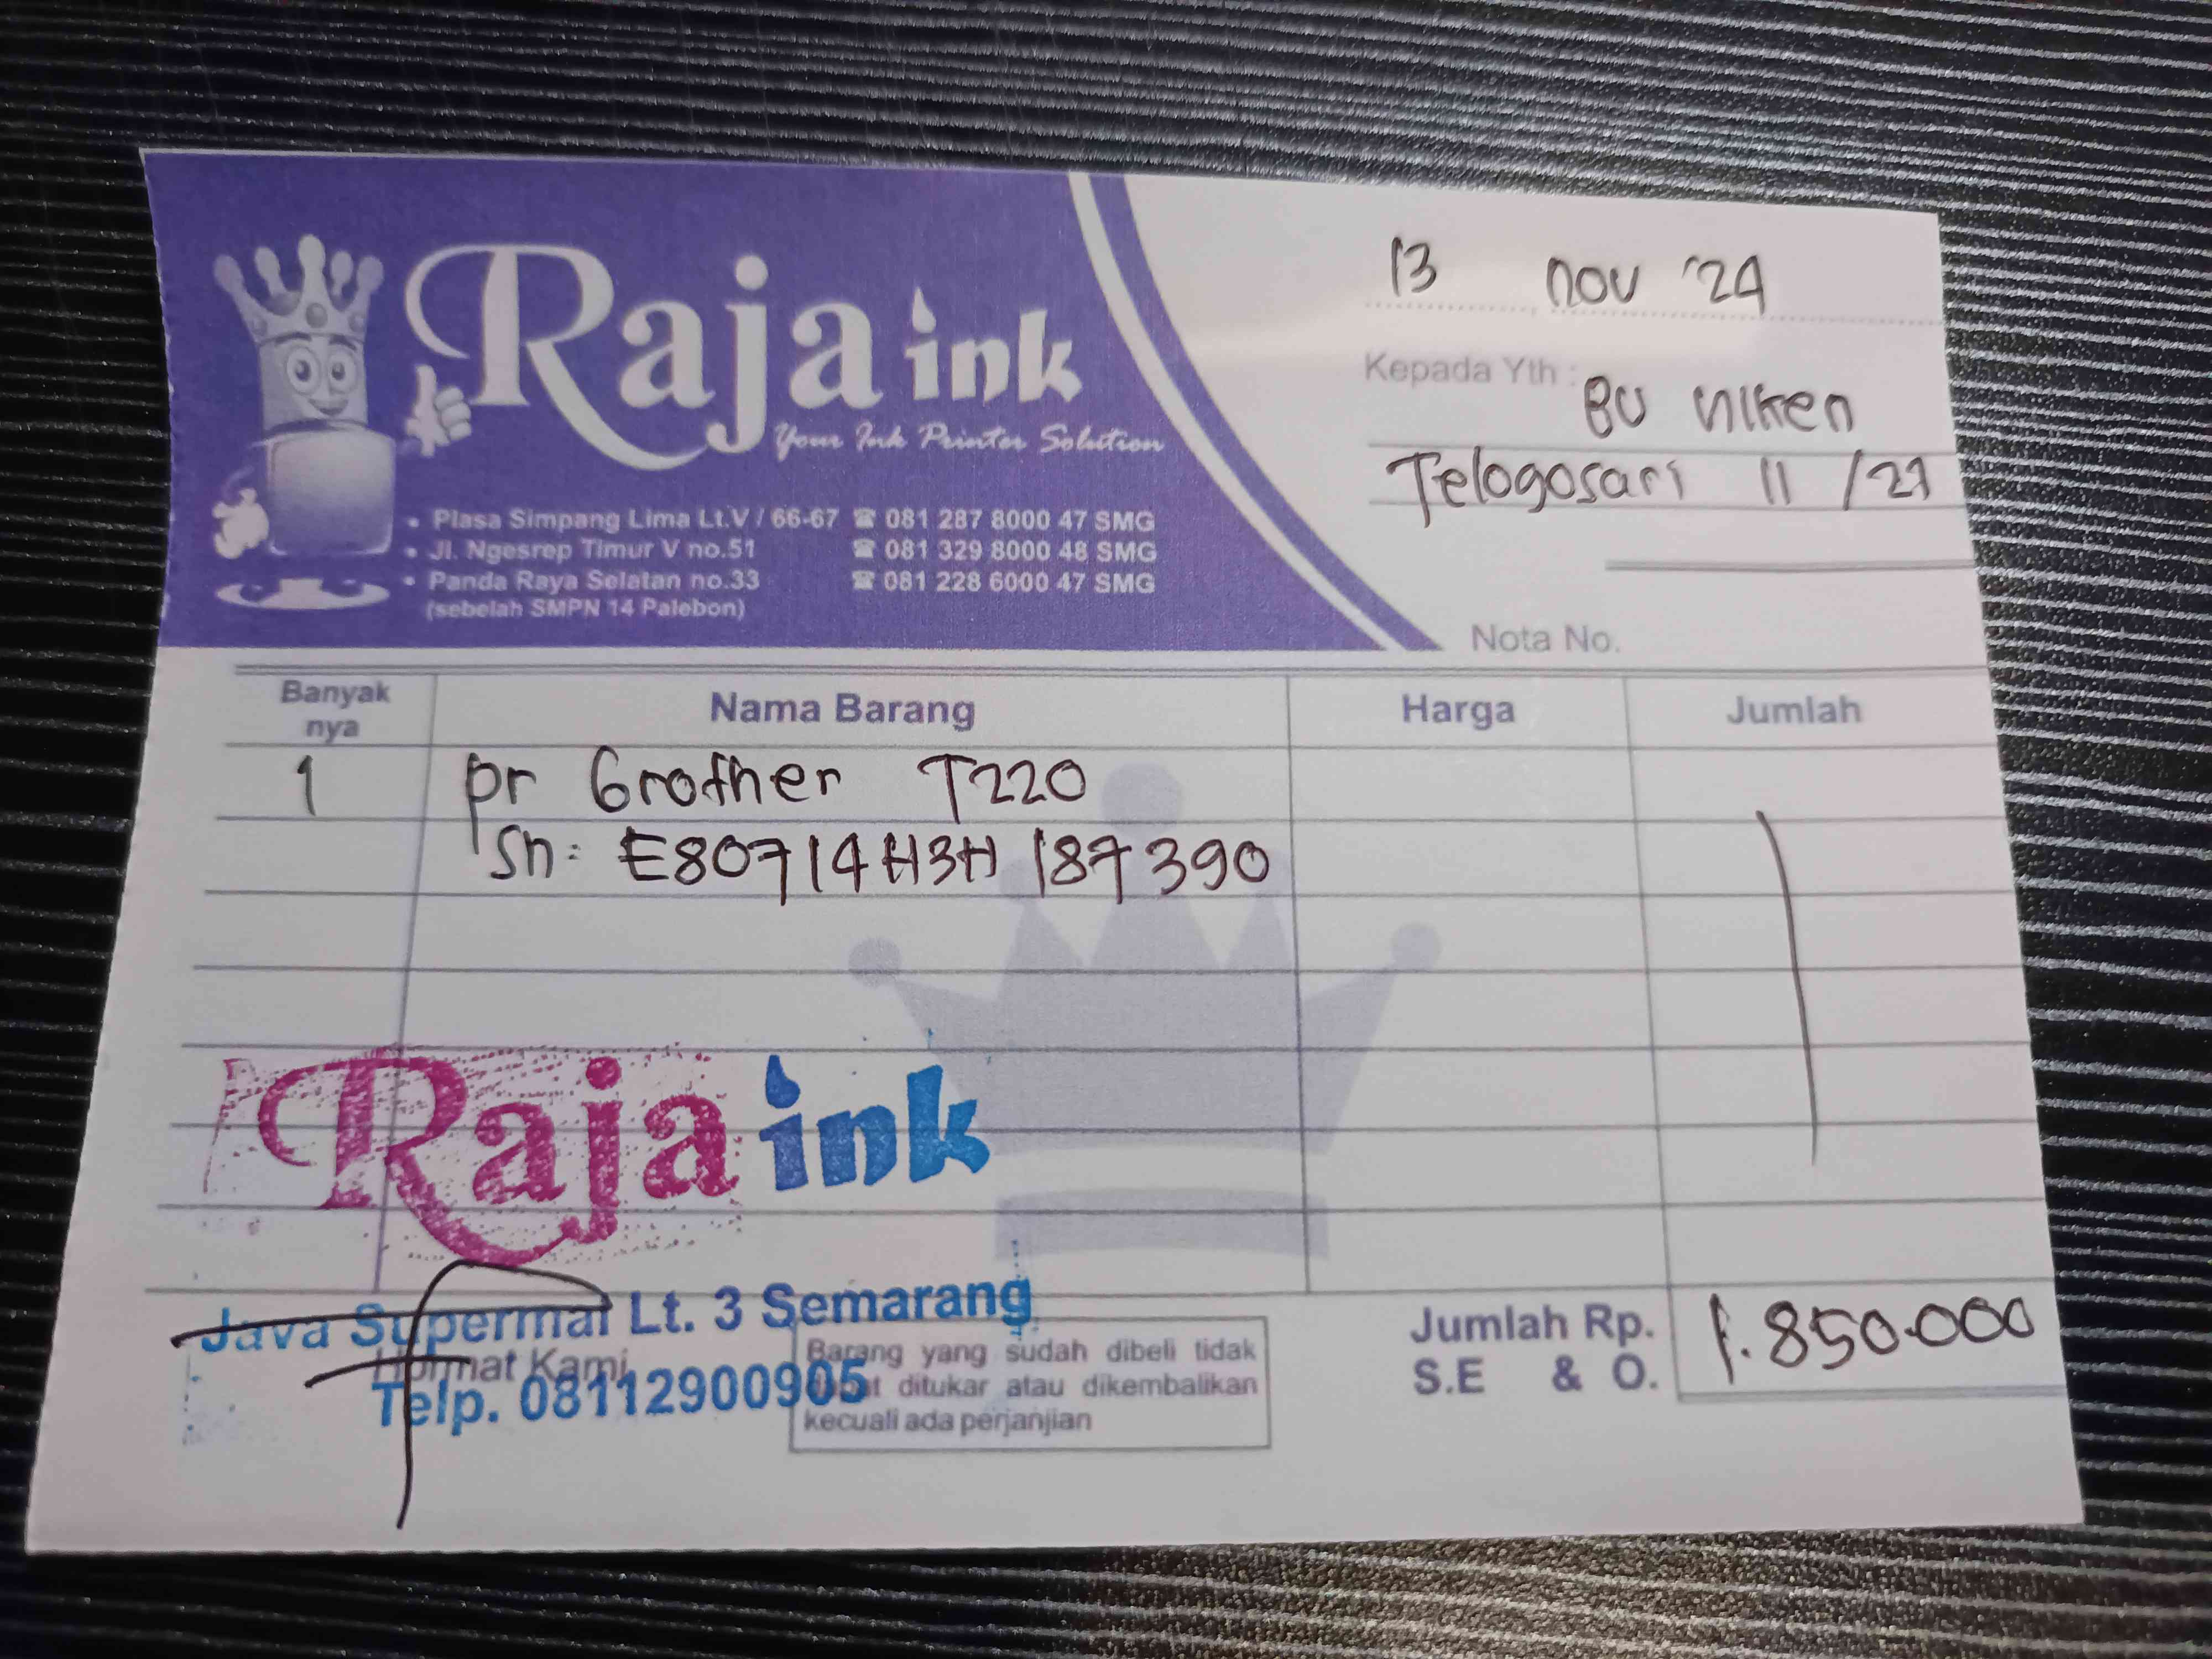 Raja ink
Your Ink Printer Solution
• Plasa Simpang Lima Lt.V / 66-67 ☎ 081 287 8000 47 SMG
• Jl. Ngesrep Timur V no.51 ☎ 081 329 8000 48 SMG
• Panda Raya Selatan no.33 ☎ 081 228 6000 47 SMG
(sebelah SMPN 14 Palebon)
13 nov '24
Kepada Yth : BU Niken
Telogosari 11 /29
Nota No.
Banyak nya Nama Barang Harga Jumlah
1 pr Brother T220
Sn: E80714H3H187390
Raja ink
Java Supermal Lt. 3 Semarang
Hormat Kami,
Telp. 08112900905
Barang yang sudah dibeli tidak
dapat ditukar atau dikembalikan
kecuali ada perjanjian
Jumlah Rp. 1.850.000
S.E & O.